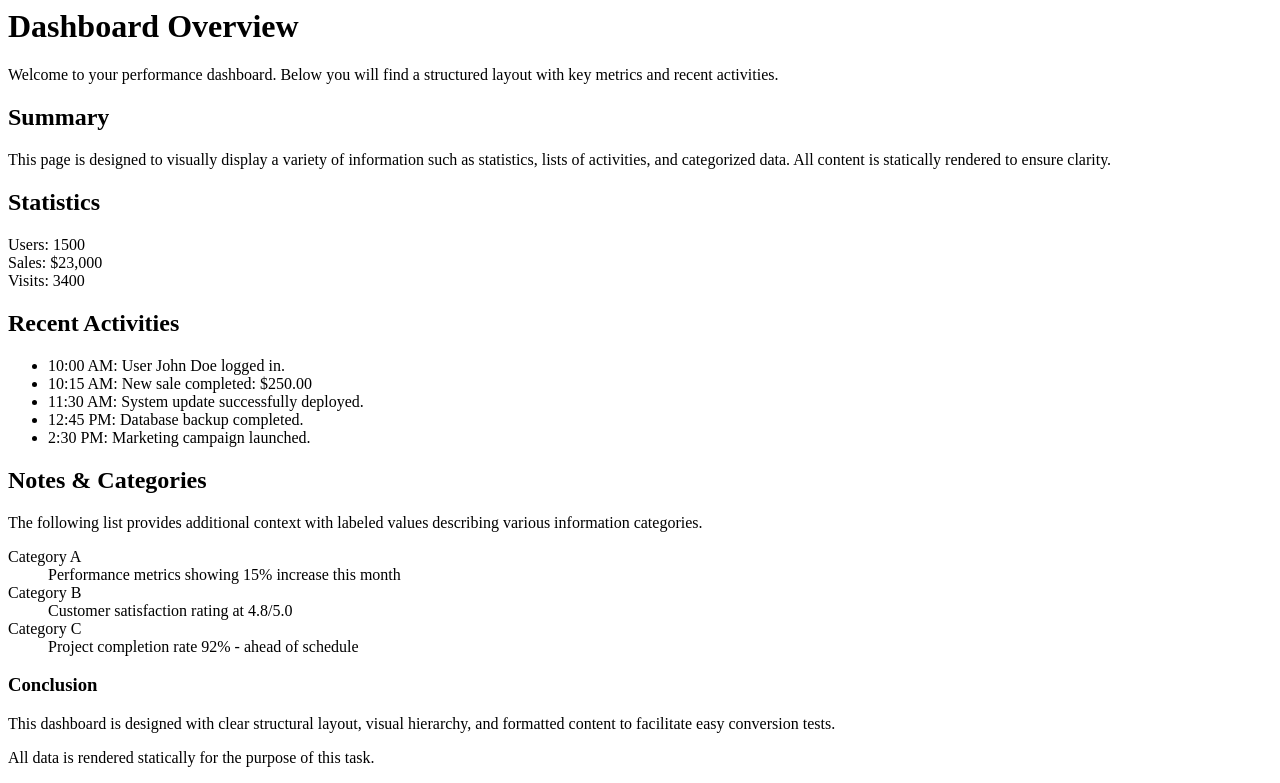 Dashboard Overview
Welcome to your performance dashboard. Below you will find a structured layout with key metrics and recent activities.
Summary
This page is designed to visually display a variety of information such as statistics, lists of activities, and categorized data. All content is statically rendered to ensure clarity.
Statistics
Users: 1500
Sales: $23,000
Visits: 3400
Recent Activities
• 10:00 AM: User John Doe logged in.
• 10:15 AM: New sale completed: $250.00
• 11:30 AM: System update successfully deployed.
• 12:45 PM: Database backup completed.
• 2:30 PM: Marketing campaign launched.
Notes & Categories
The following list provides additional context with labeled values describing various information categories.
Category A
Performance metrics showing 15% increase this month
Category B
Customer satisfaction rating at 4.8/5.0
Category C
Project completion rate 92% - ahead of schedule
Conclusion
This dashboard is designed with clear structural layout, visual hierarchy, and formatted content to facilitate easy conversion tests.
All data is rendered statically for the purpose of this task.